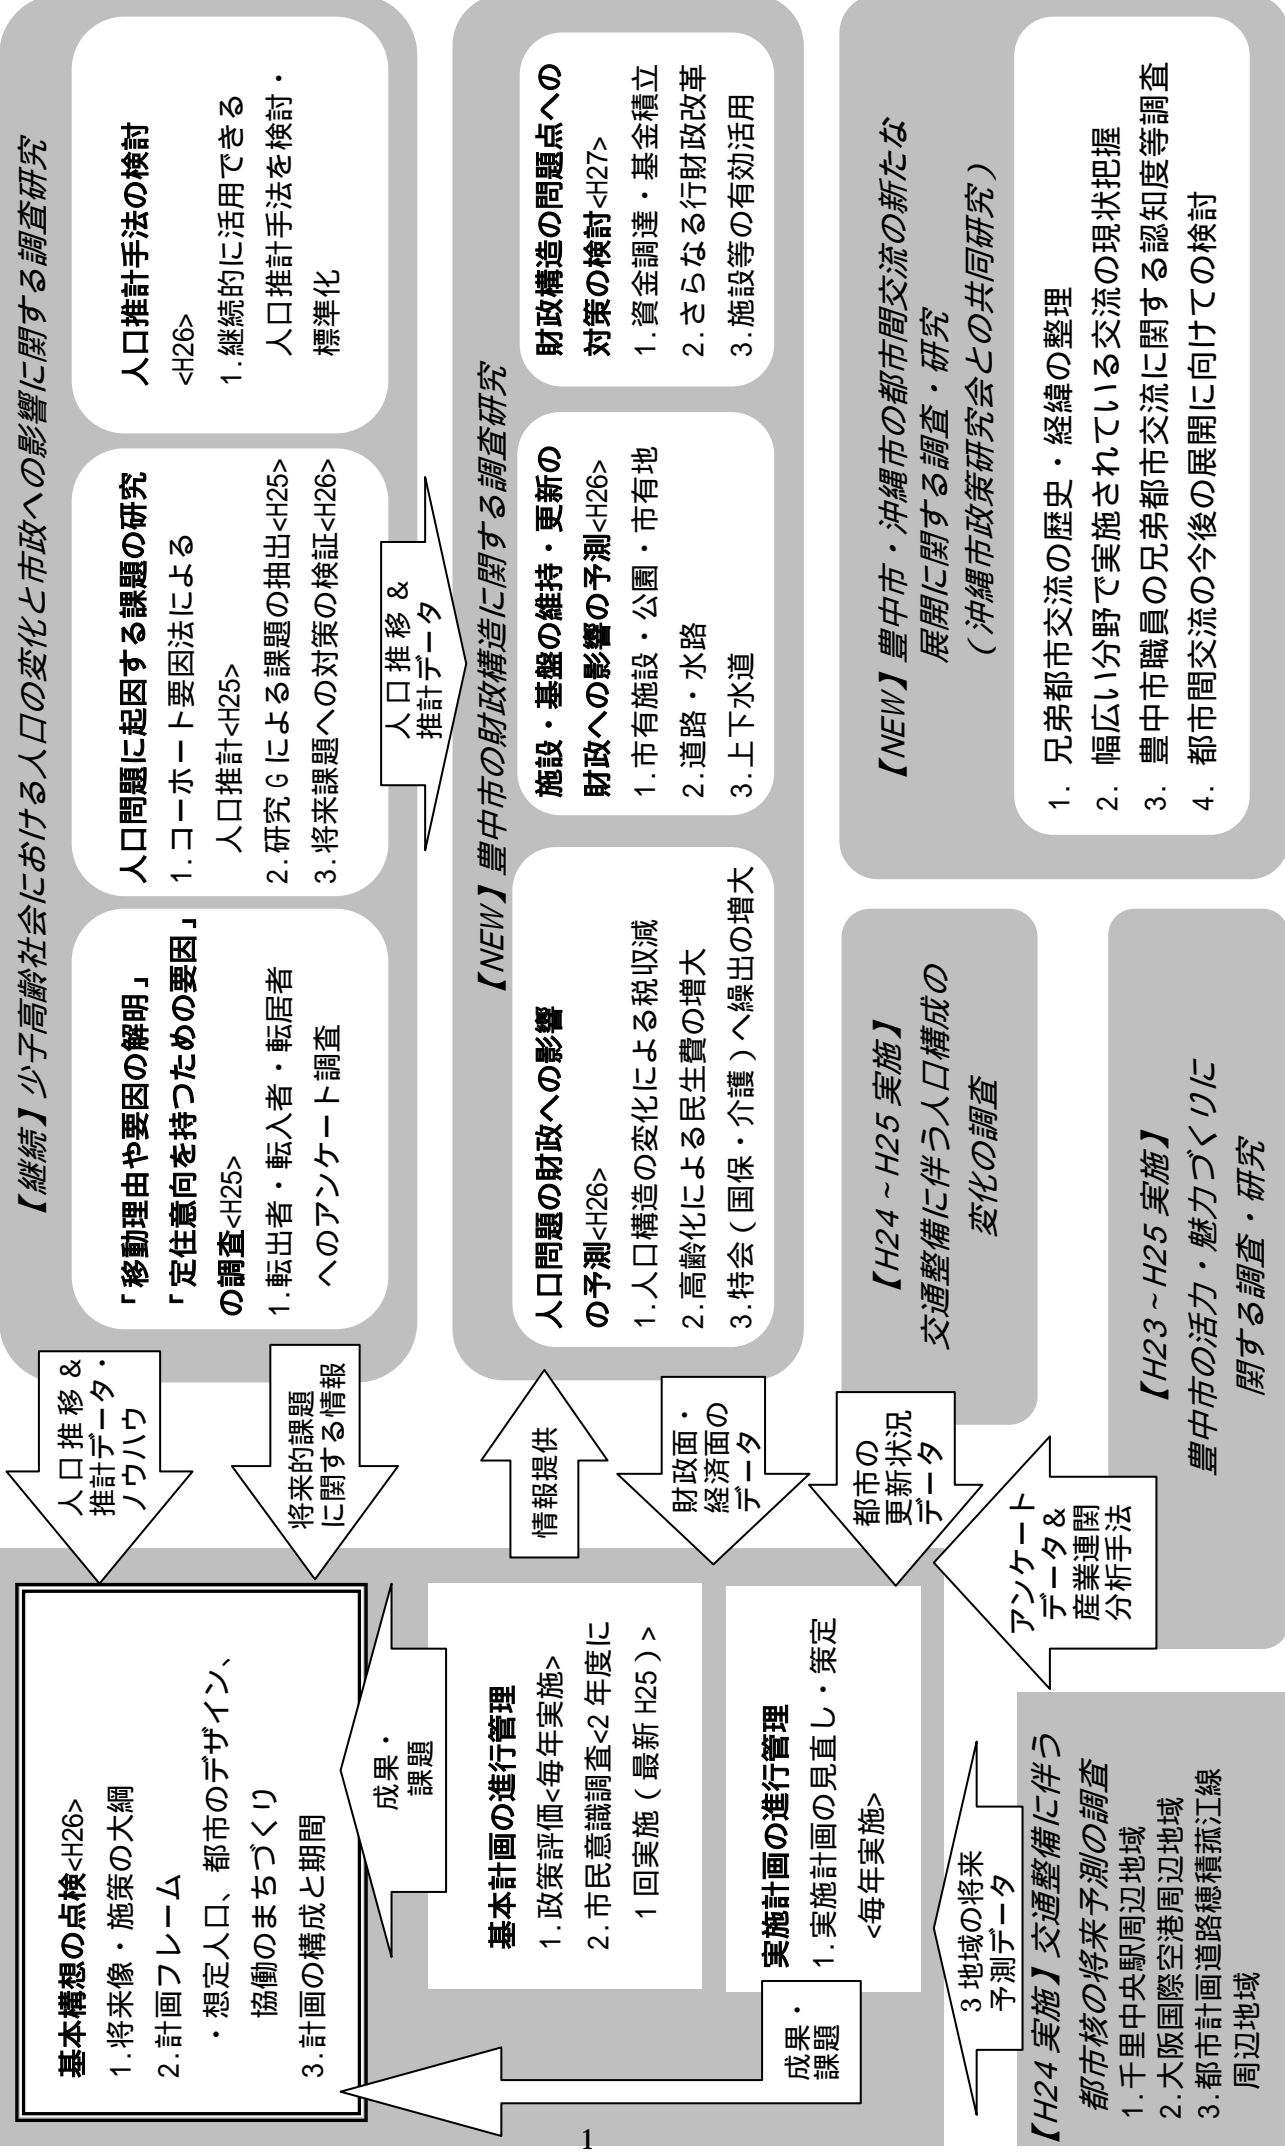 【継続】少子高齢社会における人口の変化と市政への影響に関する調査研究
「移動理由や要因の解明」
「定住意向を持つための要因」
の調査<H25>
1.転出者・転入者・転居者
へのアンケート調査
人口問題に起因する課題の研究
1.コーホート要因法による
人口推計<H25>
2.研究Gによる課題の抽出<H25>
3.将来課題への対策の検証<H26>
人口推計手法の検討
<H26>
1.継続的に活用できる
人口推計手法を検討・
標準化
人口推移&
推計データ・
ノウハウ
将来的課題
に関する情報
人口推移&
推計データ
基本構想の点検<H26>
1.将来像・施策の大綱
2.計画フレーム
・想定人口、都市のデザイン、
協働のまちづくり
3.計画の構成と期間
成果・
課題
基本計画の進行管理
1.政策評価<毎年実施>
2.市民意識調査<2年度に
1回実施（最新H25）>
実施計画の進行管理
1.実施計画の見直し・策定
<毎年実施>
成果・
課題
情報提供
財政面・
経済面の
データ
都市の
更新状況
データ
アンケート
データ&
産業連関
分析手法
3地域の将来
予測データ
【NEW】豊中市の財政構造に関する調査研究
人口問題の財政への影響
の予測<H26>
1.人口構造の変化による税収減
2.高齢化による民生費の増大
3.特会（国保・介護）へ繰出の増大
施設・基盤の維持・更新の
財政への影響の予測<H26>
1.市有施設・公園・市有地
2.道路・水路
3.上下水道
財政構造の問題点への
対策の検討<H27>
1.資金調達・基金積立
2.さらなる行財政改革
3.施設等の有効活用
【H24~H25実施】
交通整備に伴う人口構成の
変化の調査
【NEW】豊中市・沖縄市の都市間交流の新たな
展開に関する調査・研究
（沖縄市政策研究会との共同研究）
1. 兄弟都市交流の歴史・経緯の整理
2. 幅広い分野で実施されている交流の現状把握
3. 豊中市職員の兄弟都市交流に関する認知度等調査
4. 都市間交流の今後の展開に向けての検討
【H23~H25実施】
豊中市の活力・魅力づくりに
関する調査・研究
【H24実施】交通整備に伴う
都市核の将来予測の調査
1.千里中央駅周辺地域
2.大阪国際空港周辺地域
3.都市計画道路穂積菰江線
周辺地域
1